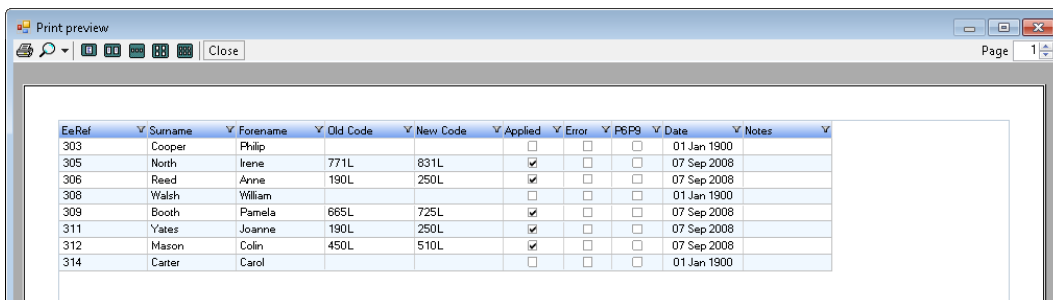 Print preview
Close Page 1
EeRef Surname Forename Old Code New Code Applied Error P6P9 Date Notes
303 Cooper Philip 01 Jan 1900
305 North Irene 771L 831L 07 Sep 2008
306 Reed Anne 190L 250L 07 Sep 2008
308 Walsh William 01 Jan 1900
309 Booth Pamela 665L 725L 07 Sep 2008
311 Yates Joanne 190L 250L 07 Sep 2008
312 Mason Colin 450L 510L 07 Sep 2008
314 Carter Carol 01 Jan 1900